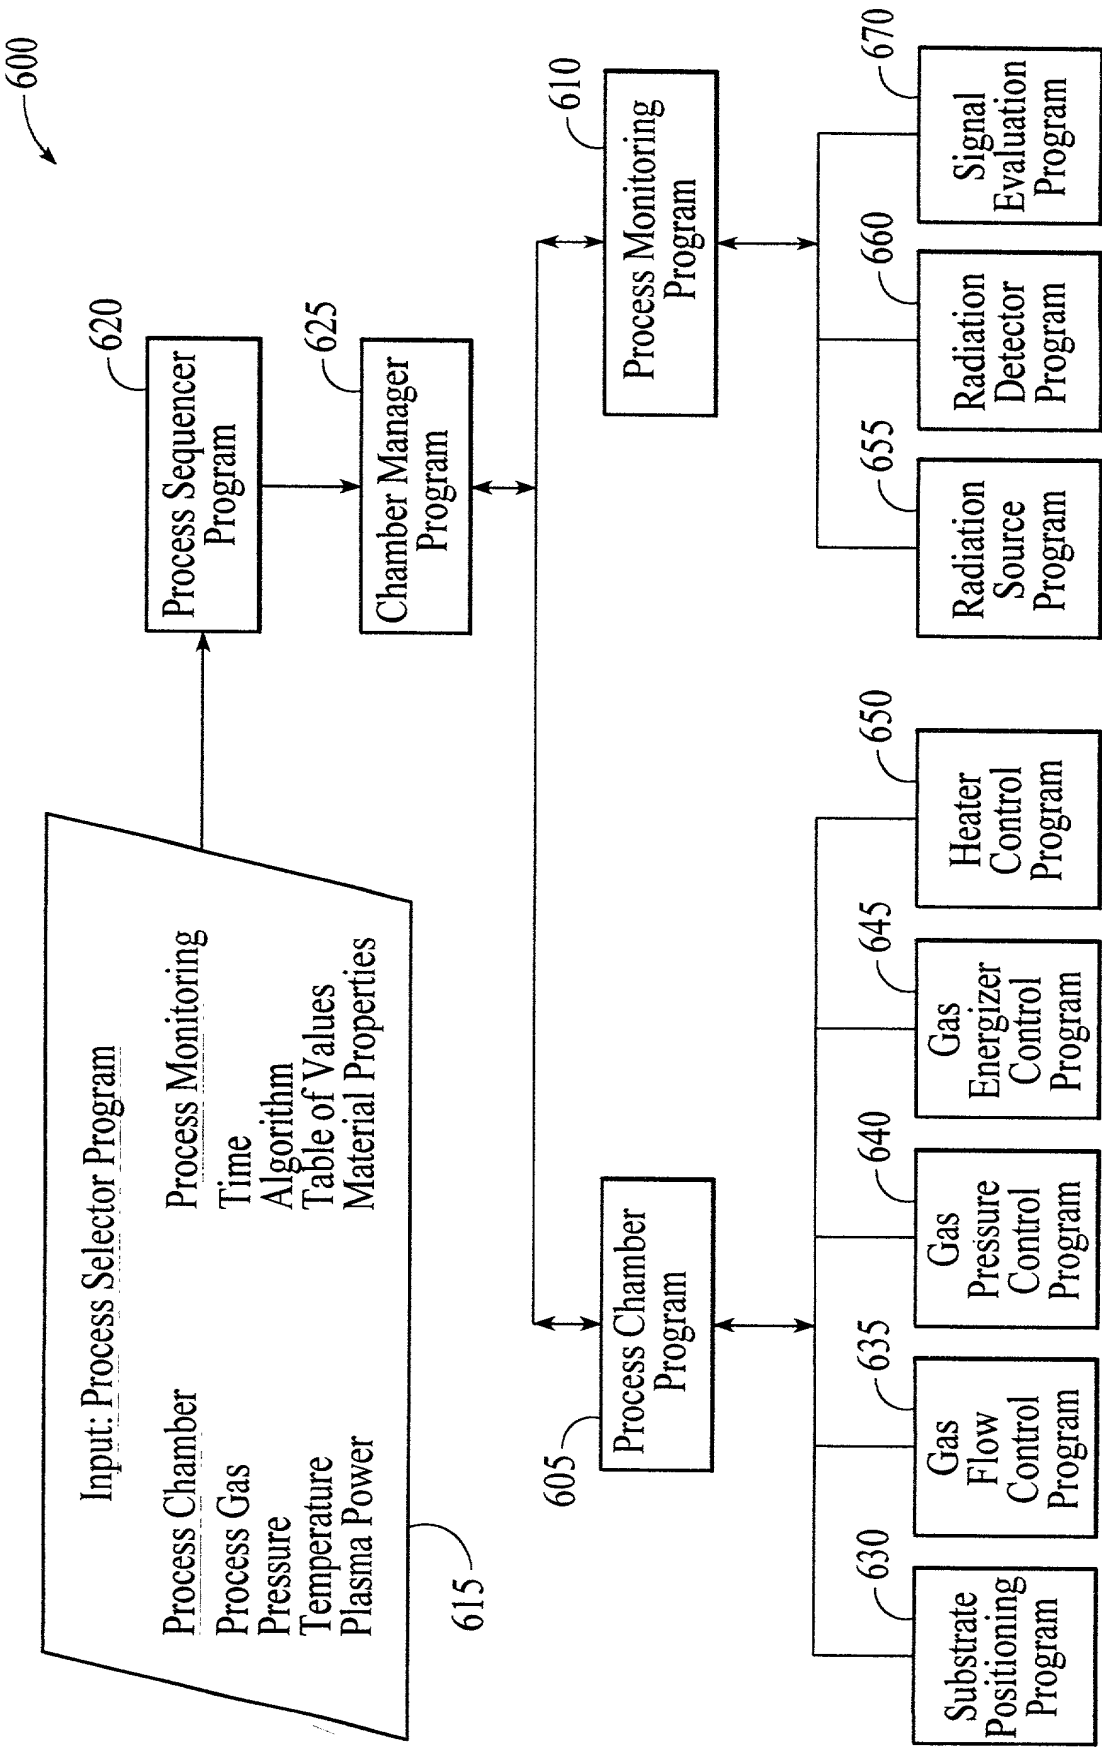 600
Input: Process Selector Program
Process Chamber
Process Gas
Pressure
Temperature
Plasma Power
Process Monitoring
Time
Algorithm
Table of Values
Material Properties
615
620
Process Sequencer
Program
625
Chamber Manager
Program
605
Process Chamber
Program
610
Process Monitoring
Program
630
Substrate
Positioning
Program
635
Gas
Flow
Control
Program
640
Gas
Pressure
Control
Program
645
Gas
Energizer
Control
Program
650
Heater
Control
Program
655
Radiation
Source
Program
660
Radiation
Detector
Program
670
Signal
Evaluation
Program